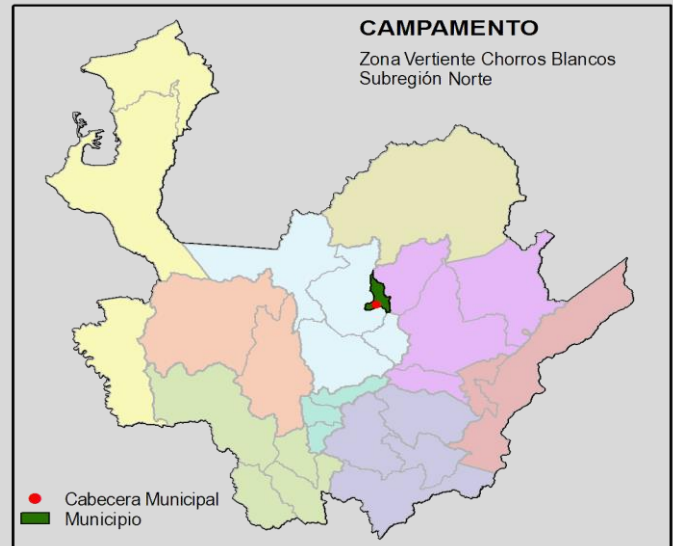 CAMPAMENTO
Zona Vertiente Chorros Blancos
Subregión Norte
Cabecera Municipal
Municipio